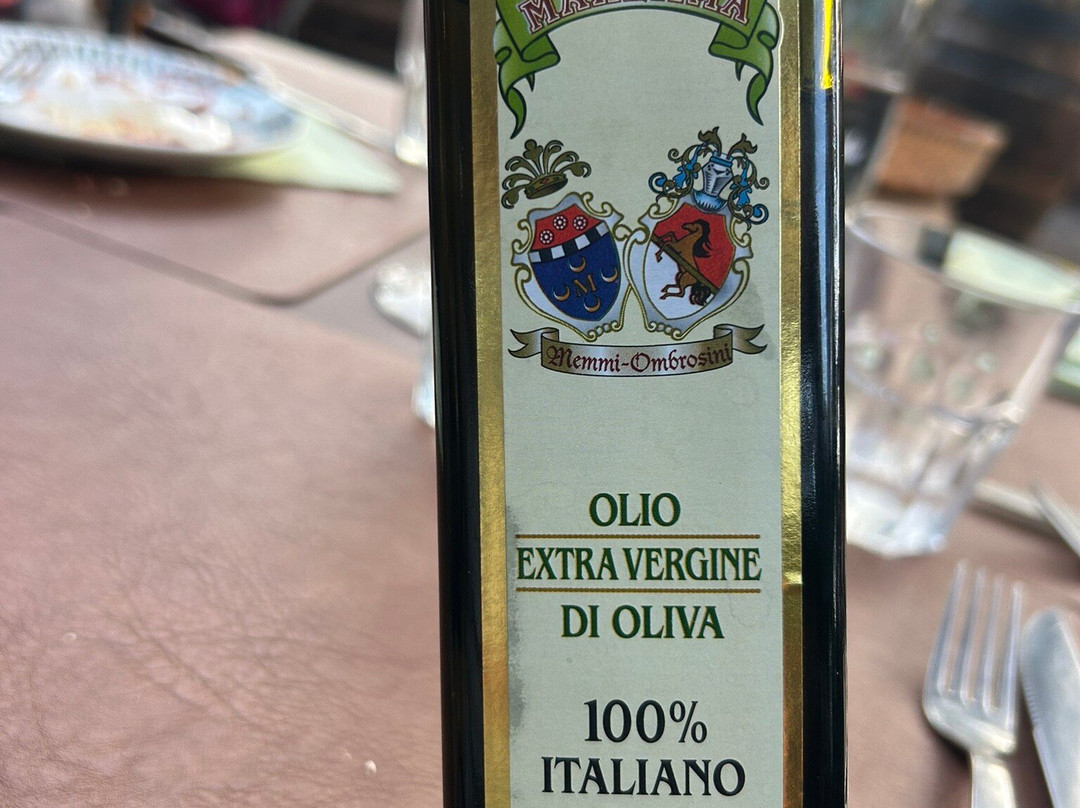 M
Memmi-Ombrosini
OLIO
EXTRA VERGINE
DI OLIVA
100%
ITALIANO